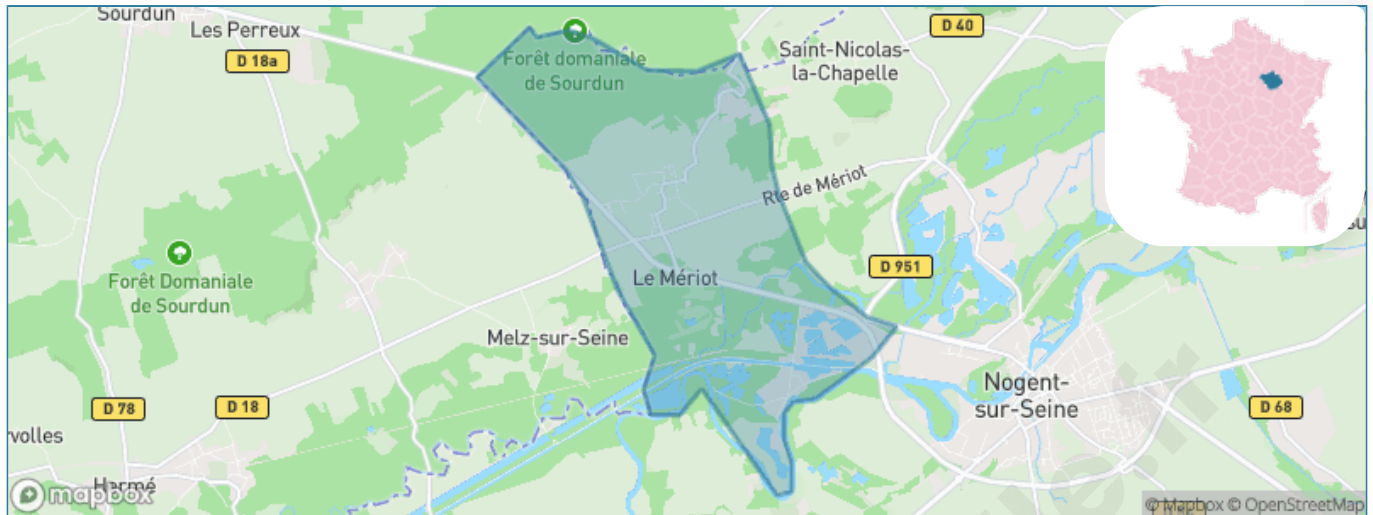 Sourdun
Les Perreux
D 18a
Forêt domaniale
de Sourdun
D 40
Saint-Nicolas-
la-Chapelle
Rte de Mériot
Forêt Domaniale
de Sourdun
Le Mériot
D 951
Melz-sur-Seine
Nogent-
sur-Seine
D 78
D 18
D 68
rvolles
Hermé
mapbox
© Mapbox © OpenStreetMap